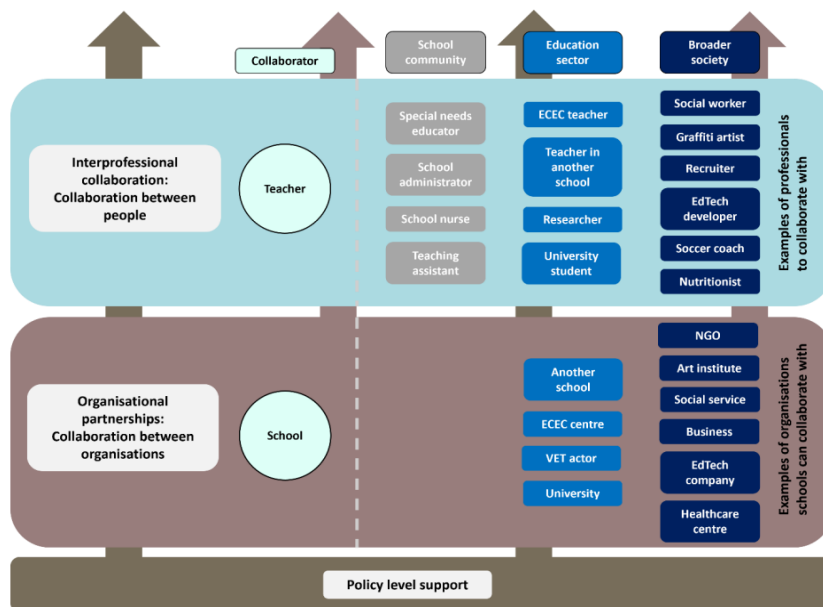 Collaborator
School
community
Education
sector
Broader
society
Interprofessional
collaboration:
Collaboration between
people
Teacher
Special needs
educator
School
administrator
School nurse
Teaching
assistant
ECEC teacher
Teacher in
another
school
Researcher
University
student
Social worker
Graffiti artist
Recruiter
EdTech
developer
Soccer coach
Nutritionist
Examples of professionals
to collaborate with
Organisational
partnerships:
Collaboration between
organisations
School
Another
school
ECEC centre
VET actor
University
NGO
Art institute
Social service
Business
EdTech
company
Healthcare
centre
Examples of organisations
schools can collaborate with
Policy level support